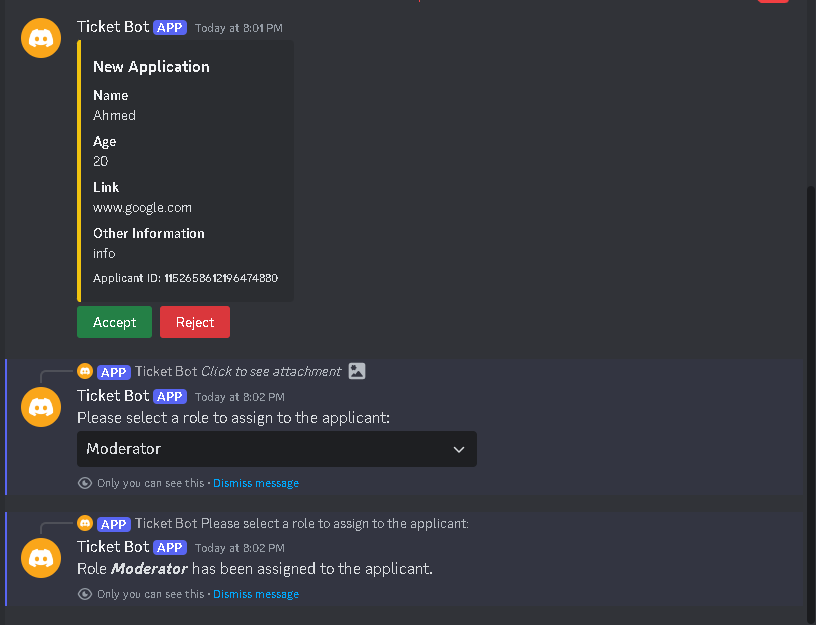 Ticket Bot APP Today at 8:01 PM
New Application
Name
Ahmed
Age
20
Link
www.google.com
Other Information
info
Applicant ID: 1152658612196474880
Accept Reject
APP Ticket Bot Click to see attachment
Ticket Bot APP Today at 8:02 PM
Please select a role to assign to the applicant:
Moderator
Only you can see this • Dismiss message
APP Ticket Bot Please select a role to assign to the applicant:
Ticket Bot APP Today at 8:02 PM
Role Moderator has been assigned to the applicant.
Only you can see this • Dismiss message